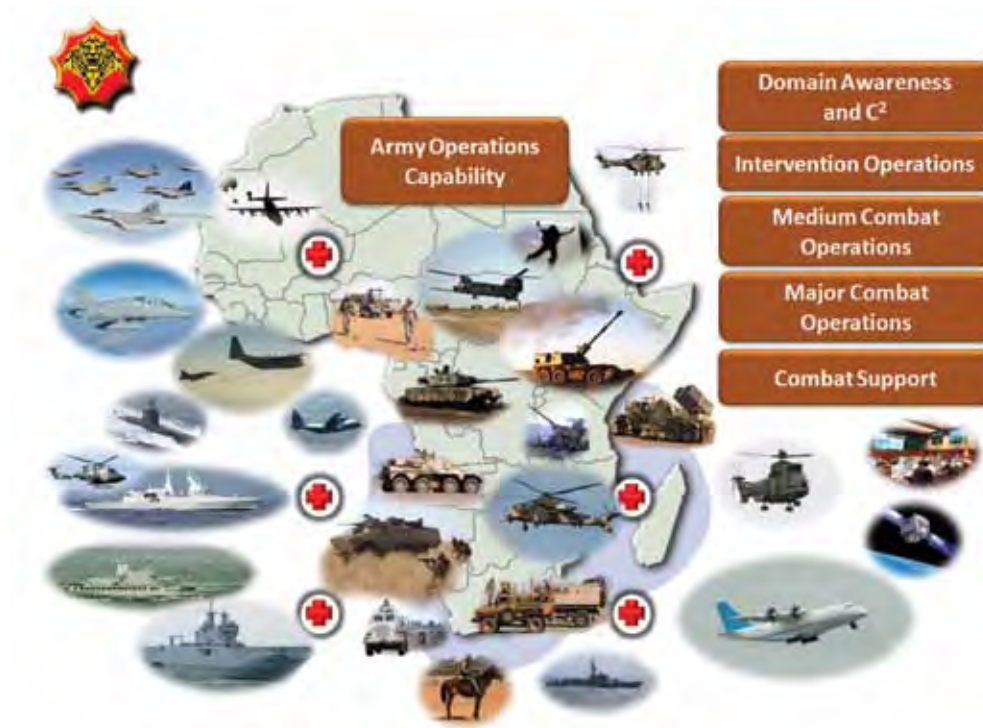 Army Operations
Capability
Domain Awareness
and C²
Intervention Operations
Medium Combat
Operations
Major Combat
Operations
Combat Support